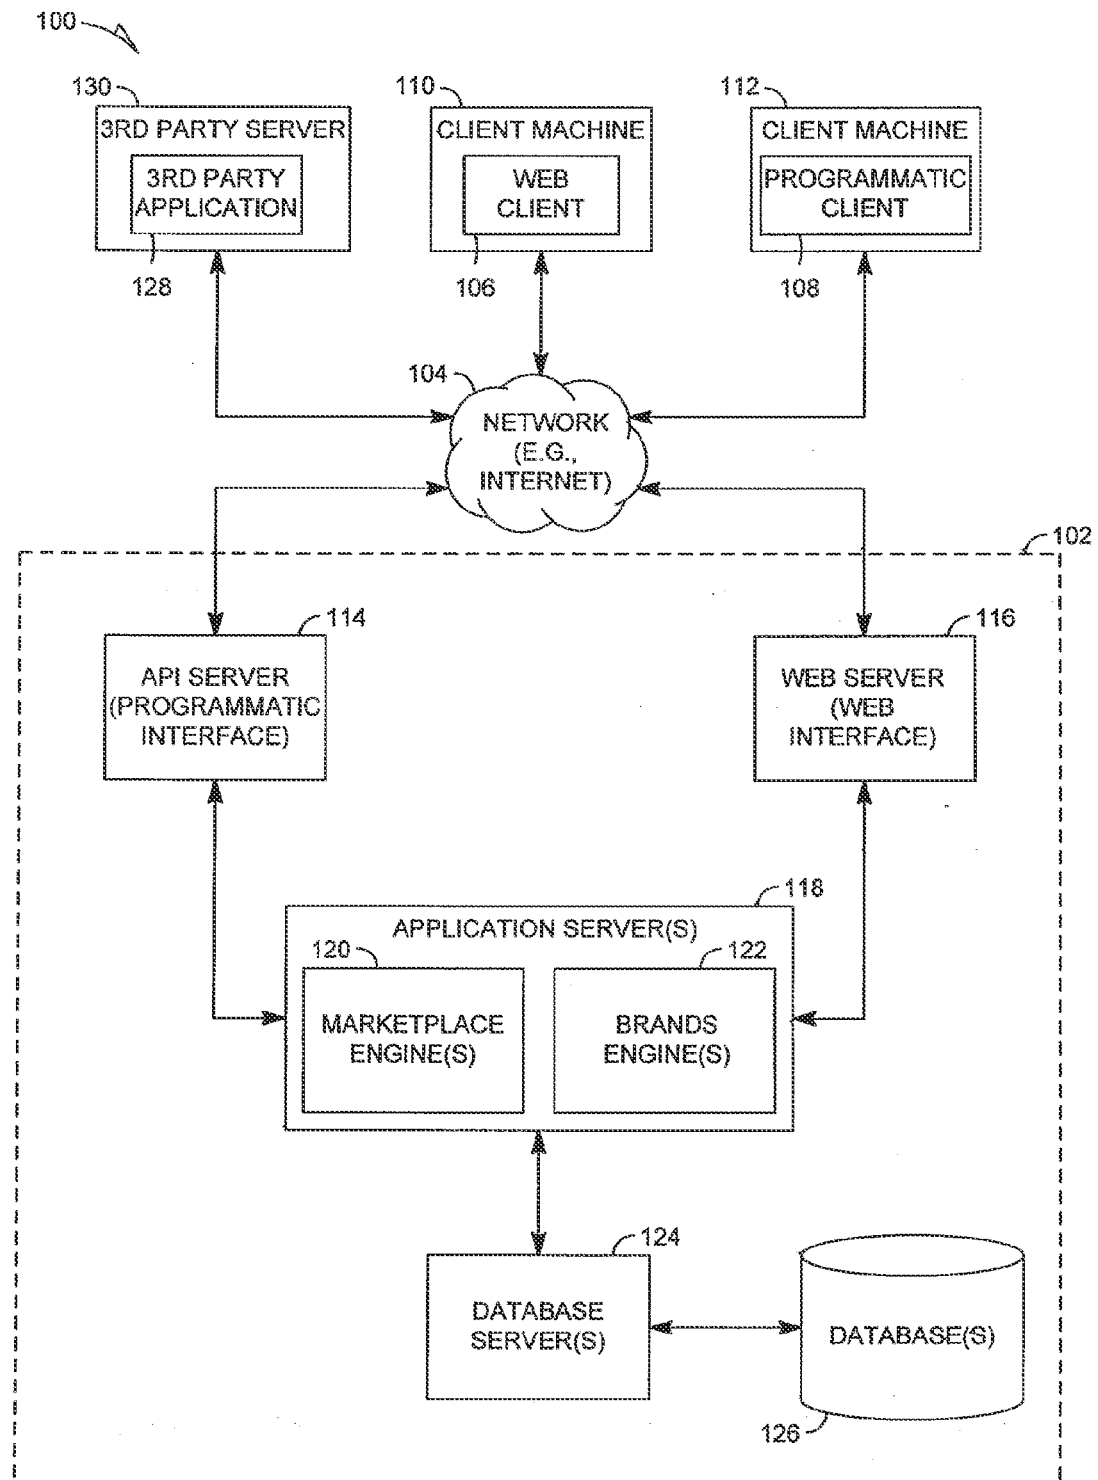 100
130
110
112
3RD PARTY SERVER
CLIENT MACHINE
CLIENT MACHINE
3RD PARTY
APPLICATION
WEB
CLIENT
PROGRAMMATIC
CLIENT
128
106
108
104
NETWORK
(E.G.,
INTERNET)
102
114
116
API SERVER
(PROGRAMMATIC
INTERFACE)
WEB SERVER
(WEB
INTERFACE)
118
APPLICATION SERVER(S)
120
122
MARKETPLACE
ENGINE(S)
BRANDS
ENGINE(S)
124
DATABASE
SERVER(S)
DATABASE(S)
126